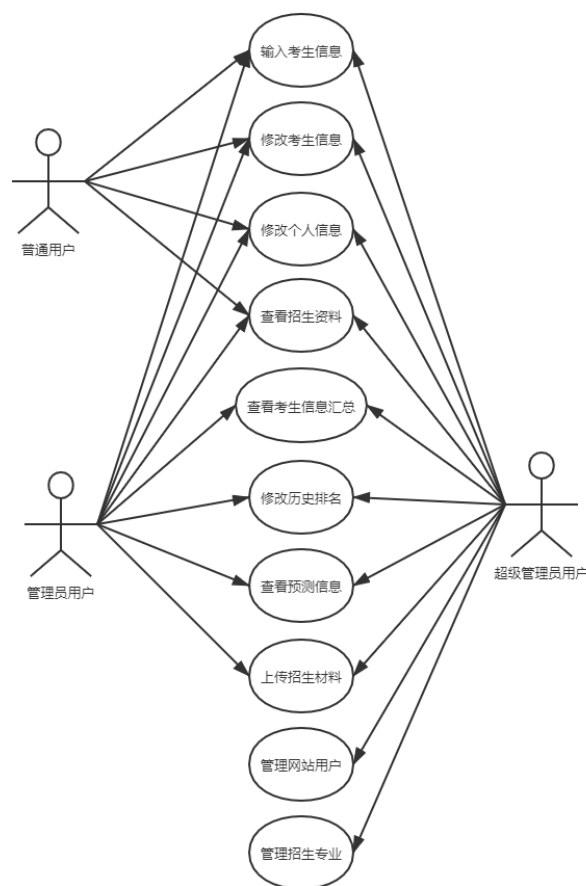 输入考生信息
修改考生信息
普通用户
修改个人信息
查看招生资料
查看考生信息汇总
修改历史排名
管理员用户
超级管理员用户
查看预测信息
上传招生材料
管理网站用户
管理招生专业